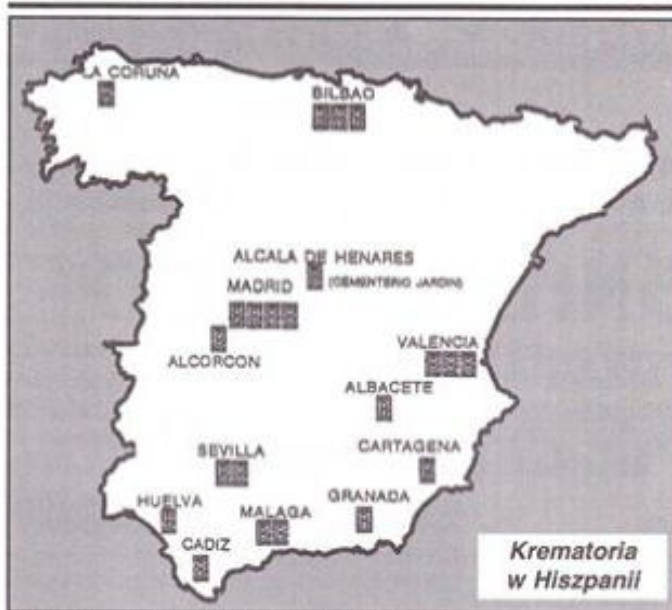 LA CORUNA
BILBAO
ALCALA DE HENARES
MADRID (CEMENTERIO JARDIN)
ALCORCON
VALENCIA
ALBACETE
SEVILLA
CARTAGENA
HUELVA
MALAGA
GRANADA
CADIZ
Krematoria
w Hiszpanii